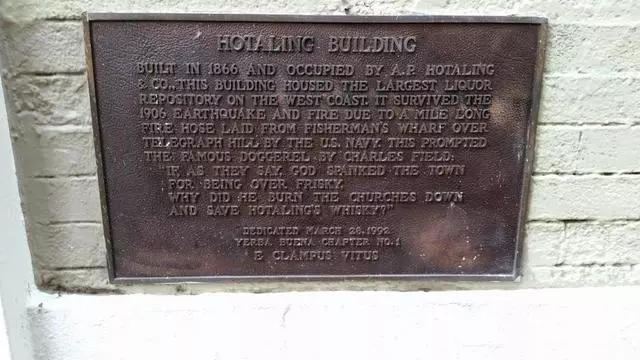 HOTALING BUILDING
BUILT IN 1866 AND OCCUPIED BY A.P. HOTALING
& CO., THIS BUILDING HOUSED THE LARGEST LIQUOR
REPOSITORY ON THE WEST COAST. IT SURVIVED THE
1906 EARTHQUAKE AND FIRE DUE TO A MILE LONG
FIRE HOSE LAID FROM FISHERMAN'S WHARF OVER
TELEGRAPH HILL BY THE U.S. NAVY. THIS PROMPTED
THE FAMOUS DOGGEREL BY CHARLES FIELD:
"IF, AS THEY SAY, GOD SPANKED THE TOWN
FOR BEING OVER FRISKY,
WHY DID HE BURN THE CHURCHES DOWN
AND SAVE HOTALING'S WHISKY?"
DEDICATED MARCH 28, 1992
YERBA BUENA CHAPTER NO. 1
E CLAMPUS VITUS